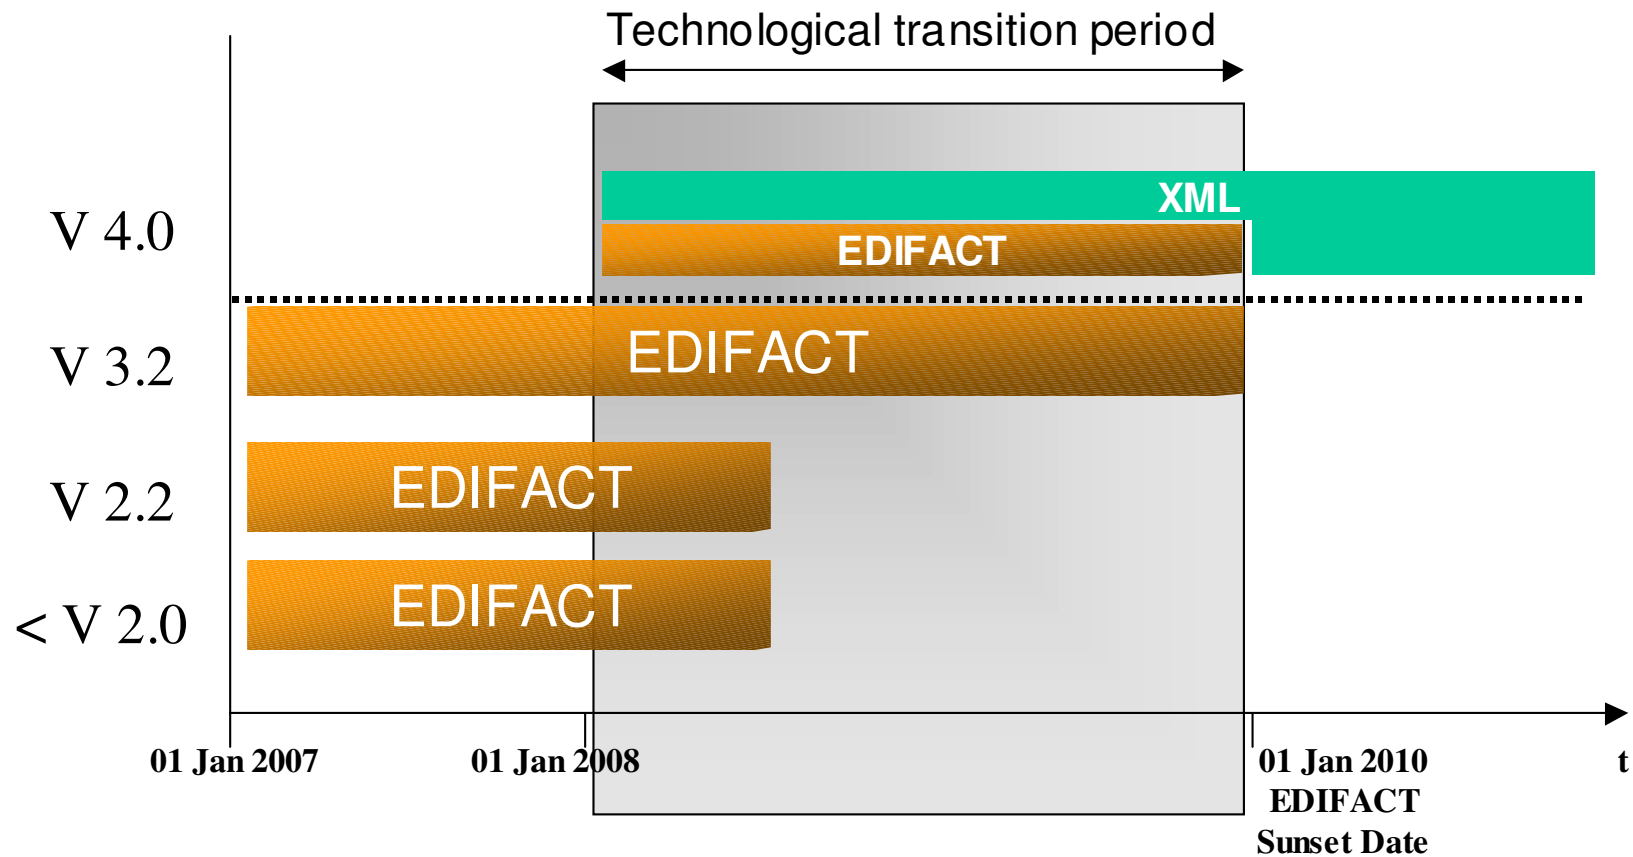 Technological transition period
XML
V 4.0
EDIFACT
V 3.2
EDIFACT
V 2.2
EDIFACT
< V 2.0
EDIFACT
01 Jan 2007
01 Jan 2008
01 Jan 2010
t
EDIFACT
Sunset Date